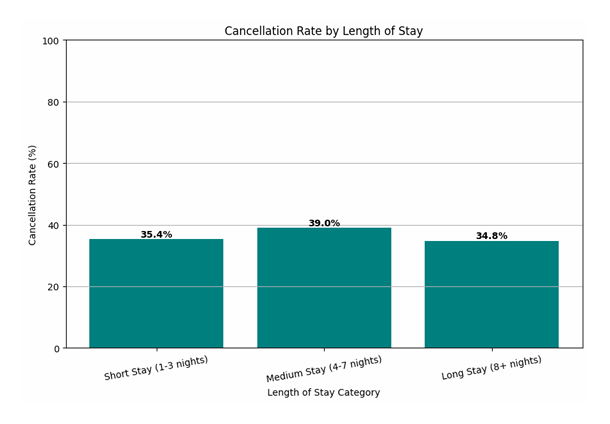 Cancellation Rate by Length of Stay
100
80
60
40
20
0
Cancellation Rate (%)
35.4%
39.0%
34.8%
Short Stay (1-3 nights)
Medium Stay (4-7 nights)
Long Stay (8+ nights)
Length of Stay Category